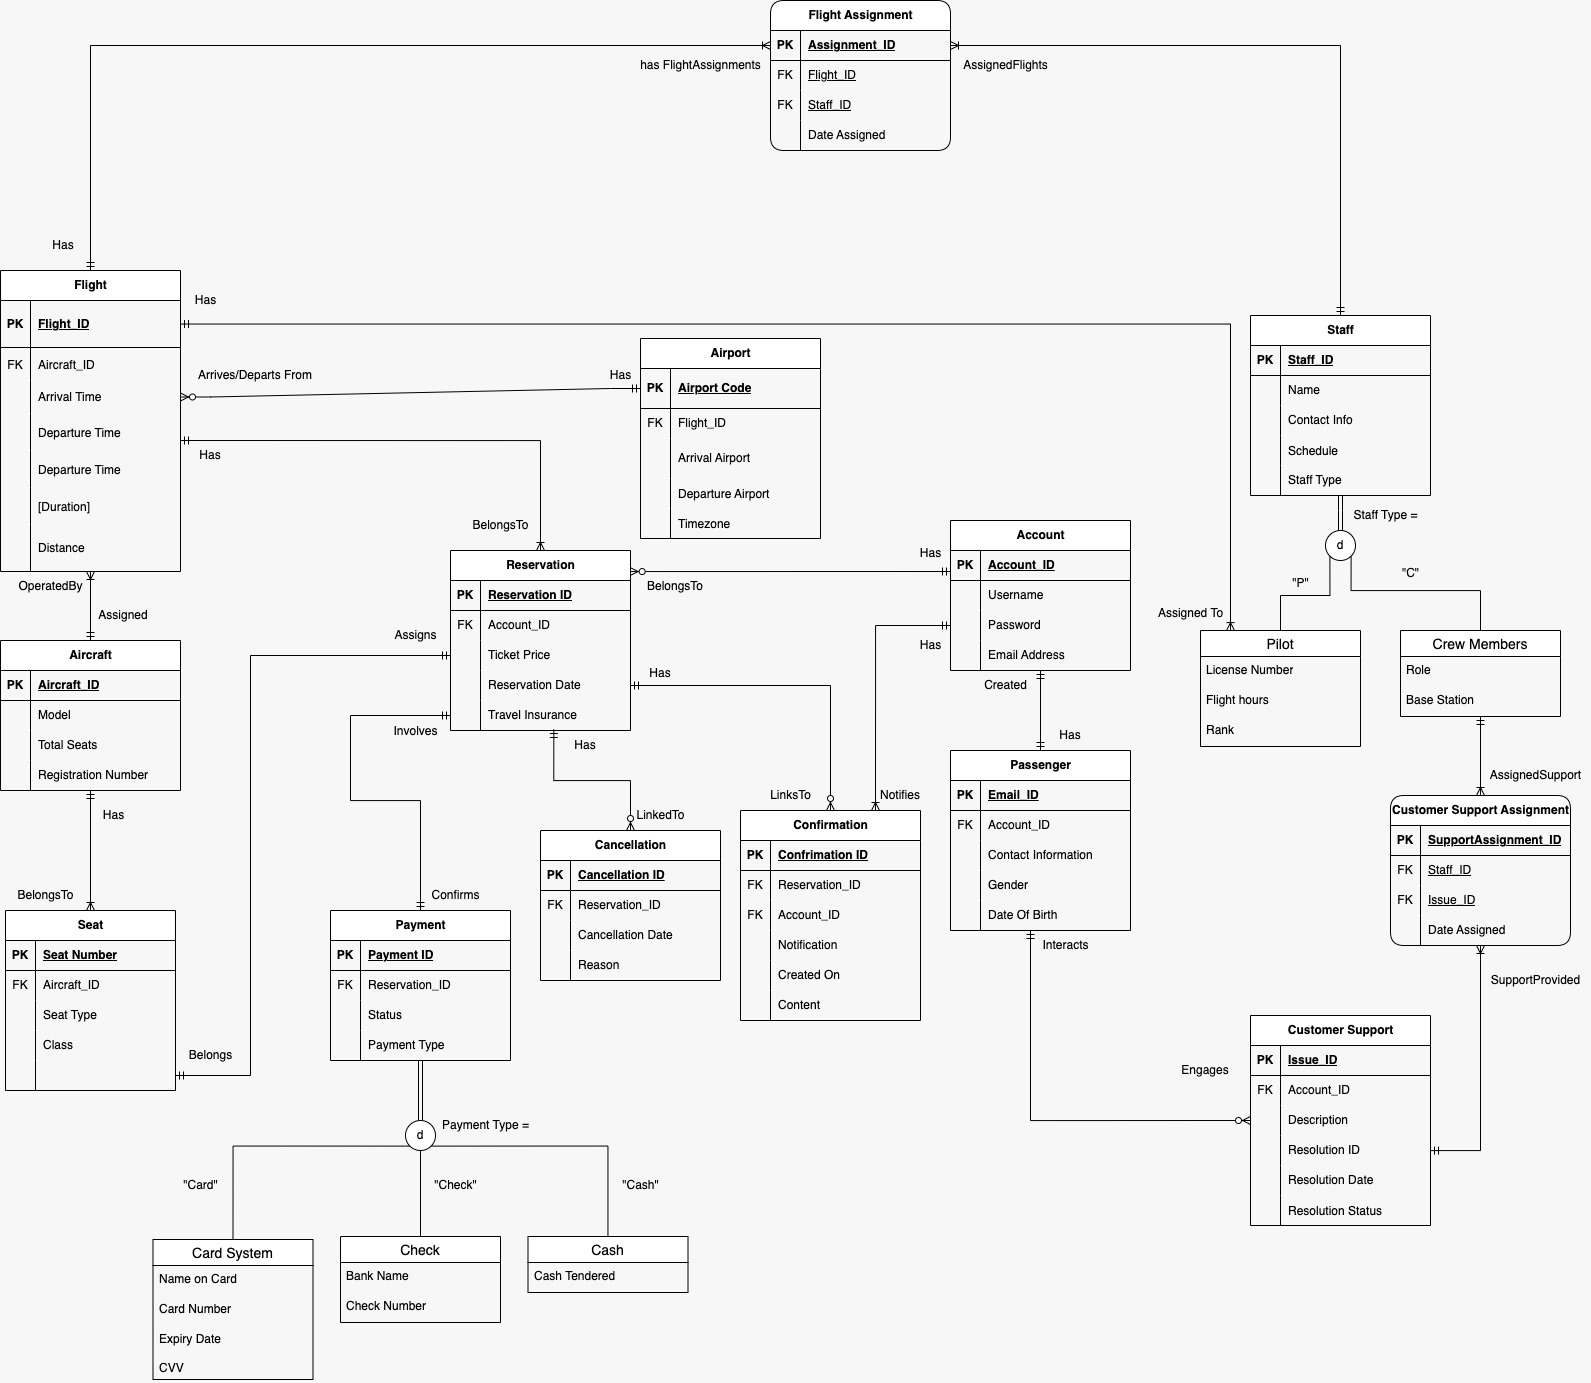 Flight Assignment
PK Assignment_ID
FK Flight_ID
FK Staff_ID
Date Assigned
has FlightAssignments
AssignedFlights
Has
Flight
PK Flight_ID
FK Aircraft_ID
Arrival Time
Departure Time
Departure Time
[Duration]
Distance
Has
Arrives/Departs From
Has
Has
Airport
PK Airport Code
FK Flight_ID
Arrival Airport
Departure Airport
Timezone
Staff
PK Staff_ID
Name
Contact Info
Schedule
Staff Type
Staff Type =
d
"P"
"C"
Assigned To
Pilot
License Number
Flight hours
Rank
Crew Members
Role
Base Station
BelongsTo
Reservation
PK Reservation ID
FK Account_ID
Ticket Price
Reservation Date
Travel Insurance
Has
BelongsTo
Account
PK Account_ID
Username
Password
Email Address
Has
Created
OperatedBy
Assigned
Aircraft
PK Aircraft_ID
Model
Total Seats
Registration Number
Assigns
Involves
Has
Has
Has
BelongsTo
Has
Passenger
PK Email_ID
FK Account_ID
Contact Information
Gender
Date Of Birth
Interacts
LinksTo
Notifies
LinkedTo
Confirmation
PK Confrimation ID
FK Reservation_ID
FK Account_ID
Notification
Created On
Content
Cancellation
PK Cancellation ID
FK Reservation_ID
Cancellation Date
Reason
Confirms
Payment
PK Payment ID
FK Reservation_ID
Status
Payment Type
Seat
PK Seat Number
FK Aircraft_ID
Seat Type
Class
Belongs
AssignedSupport
Customer Support Assignment
PK SupportAssignment_ID
FK Staff_ID
FK Issue_ID
Date Assigned
SupportProvided
Customer Support
PK Issue_ID
FK Account_ID
Description
Resolution ID
Resolution Date
Resolution Status
Engages
d
Payment Type =
"Card"
"Check"
"Cash"
Card System
Name on Card
Card Number
Expiry Date
CVV
Check
Bank Name
Check Number
Cash
Cash Tendered